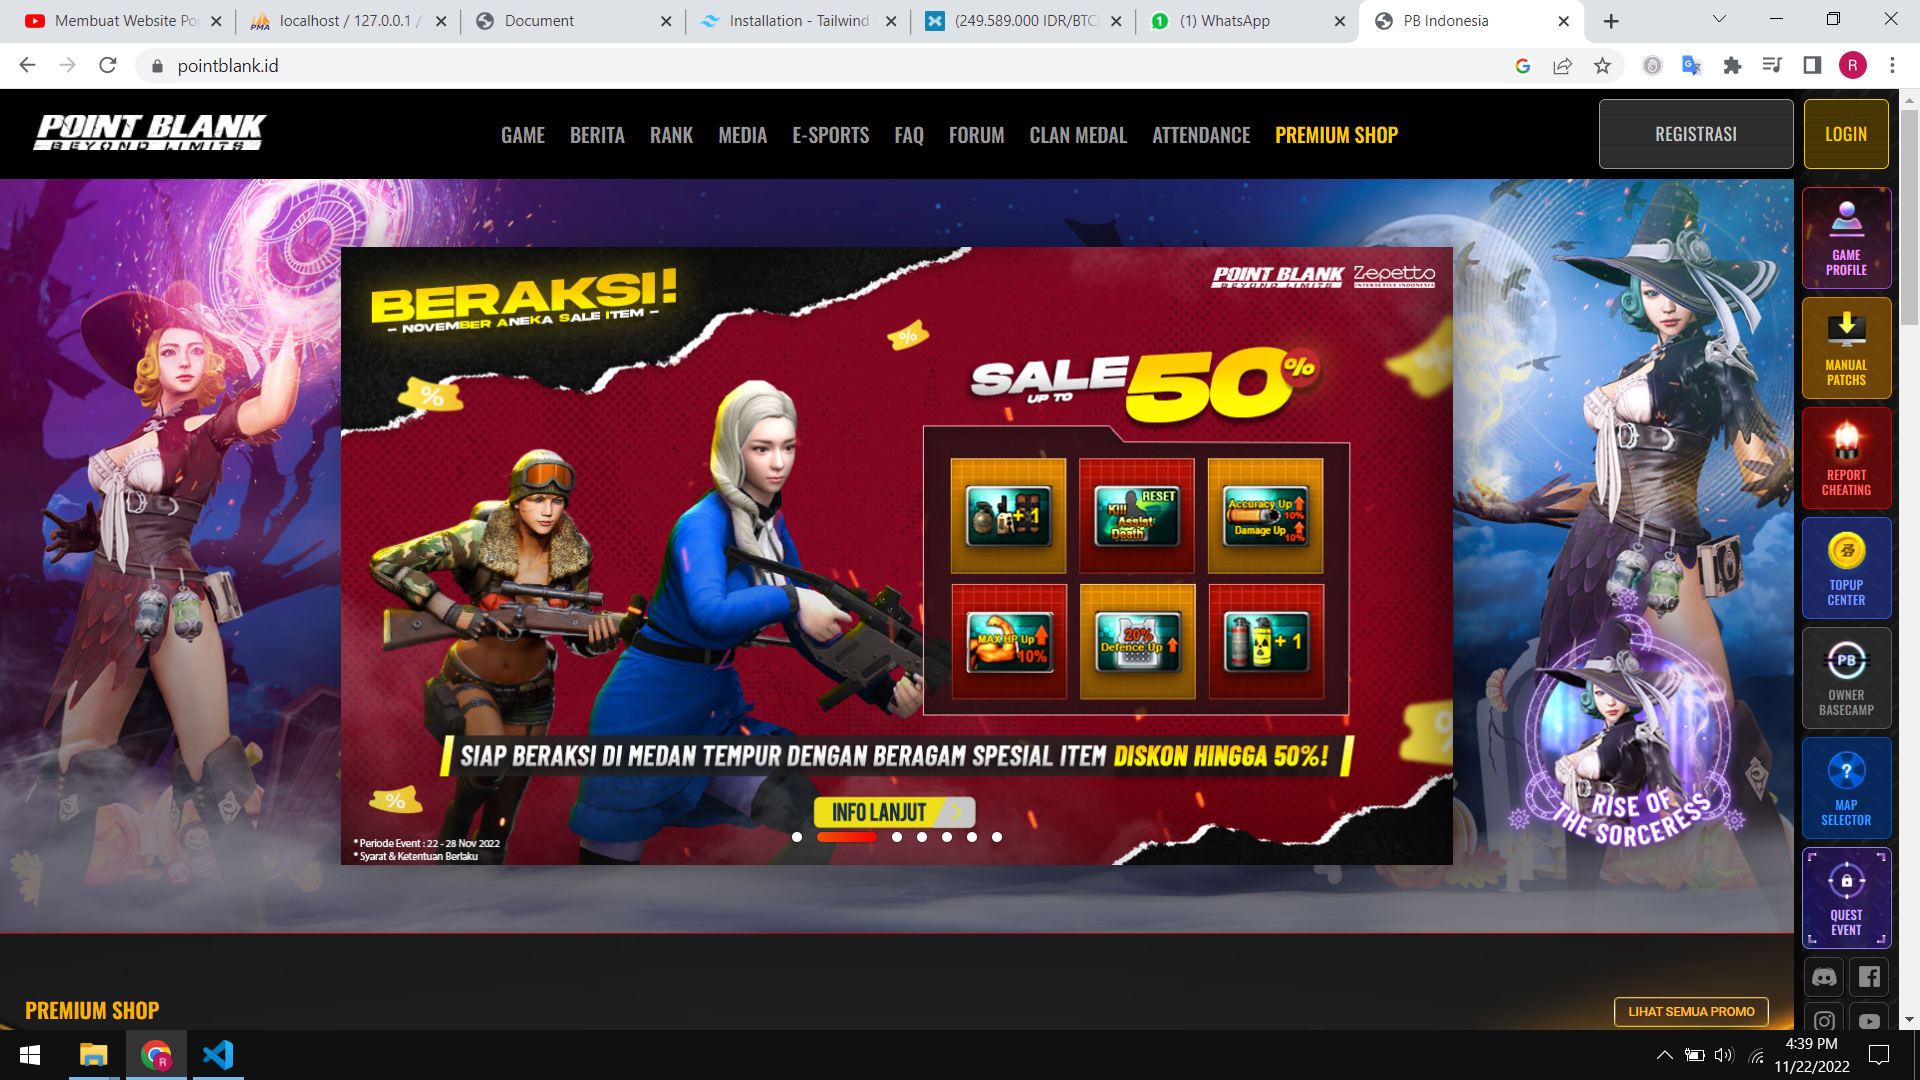 Membuat Website Po
localhost / 127.0.0.1 /
Document
Installation - Tailwind
(249.589.000 IDR/BTC)
(1) WhatsApp
PB Indonesia
pointblank.id
R
POINT BLANK
BEYOND LIMITS
GAME
BERITA
RANK
MEDIA
E-SPORTS
FAQ
FORUM
CLAN MEDAL
ATTENDANCE
PREMIUM SHOP
REGISTRASI
LOGIN
BERAKSI!
- NOVEMBER ANEKA SALE ITEM -
POINT BLANK
BEYOND LIMITS
Zepetto
INTERACTIVE INDONESIA
SALE
UP TO
50%
+1
RESET
Kill
Assist
Death
Accuracy Up
10%
Damage Up
10%
MAX HP Up
10%
20%
Defence Up
+ 1
SIAP BERAKSI DI MEDAN TEMPUR DENGAN BERAGAM SPESIAL ITEM DISKON HINGGA 50%!
INFO LANJUT
* Periode Event : 22 - 28 Nov 2022
* Syarat & Ketentuan Berlaku
RISE OF
THE SORCERESS
GAME
PROFILE
MANUAL
PATCHS
REPORT
CHEATING
TOPUP
CENTER
PB
OWNER
BASECAMP
?
MAP
SELECTOR
QUEST
EVENT
PREMIUM SHOP
LIHAT SEMUA PROMO
4:39 PM
11/22/2022